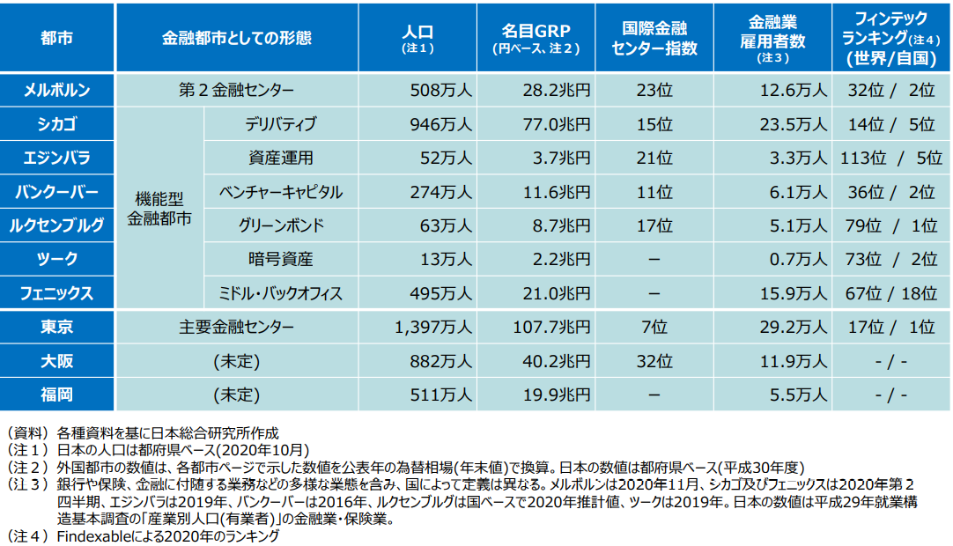 都市 金融都市としての形態 人口 (注1) 名目GRP (円ベース、注2) 国際金融センター指数 金融業雇用者数 (注3) フィンテックランキング(注4) (世界/自国)
メルボルン 第2金融センター 508万人 28.2兆円 23位 12.6万人 32位 / 2位
機能型金融都市
シカゴ デリバティブ 946万人 77.0兆円 15位 23.5万人 14位 / 5位
エジンバラ 資産運用 52万人 3.7兆円 21位 3.3万人 113位 / 5位
バンクーバー ベンチャーキャピタル 274万人 11.6兆円 11位 6.1万人 36位 / 2位
ルクセンブルグ グリーンボンド 63万人 8.7兆円 17位 5.1万人 79位 / 1位
ツーク 暗号資産 13万人 2.2兆円 − 0.7万人 73位 / 2位
フェニックス ミドル・バックオフィス 495万人 21.0兆円 − 15.9万人 67位 / 18位
東京 主要金融センター 1,397万人 107.7兆円 7位 29.2万人 17位 / 1位
大阪 (未定) 882万人 40.2兆円 32位 11.9万人 - / -
福岡 (未定) 511万人 19.9兆円 − 5.5万人 - / -
(資料)各種資料を基に日本総合研究所作成
(注1)日本の人口は都府県ベース(2020年10月)
(注2)外国都市の数値は、各都市ページで示した数値を公表年の為替相場(年末値)で換算。日本の数値は都府県ベース(平成30年度)
(注3)銀行や保険、金融に付随する業務などの多様な業態を含み、国によって定義は異なる。メルボルンは2020年11月、シカゴ及びフェニックスは2020年第2
四半期、エジンバラは2019年、バンクーバーは2016年、ルクセンブルグは国ベースで2020年推計値、ツークは2019年。日本の数値は平成29年就業構
造基本調査の「産業別人口(有業者)」の金融業・保険業。
(注4)Findexableによる2020年のランキング